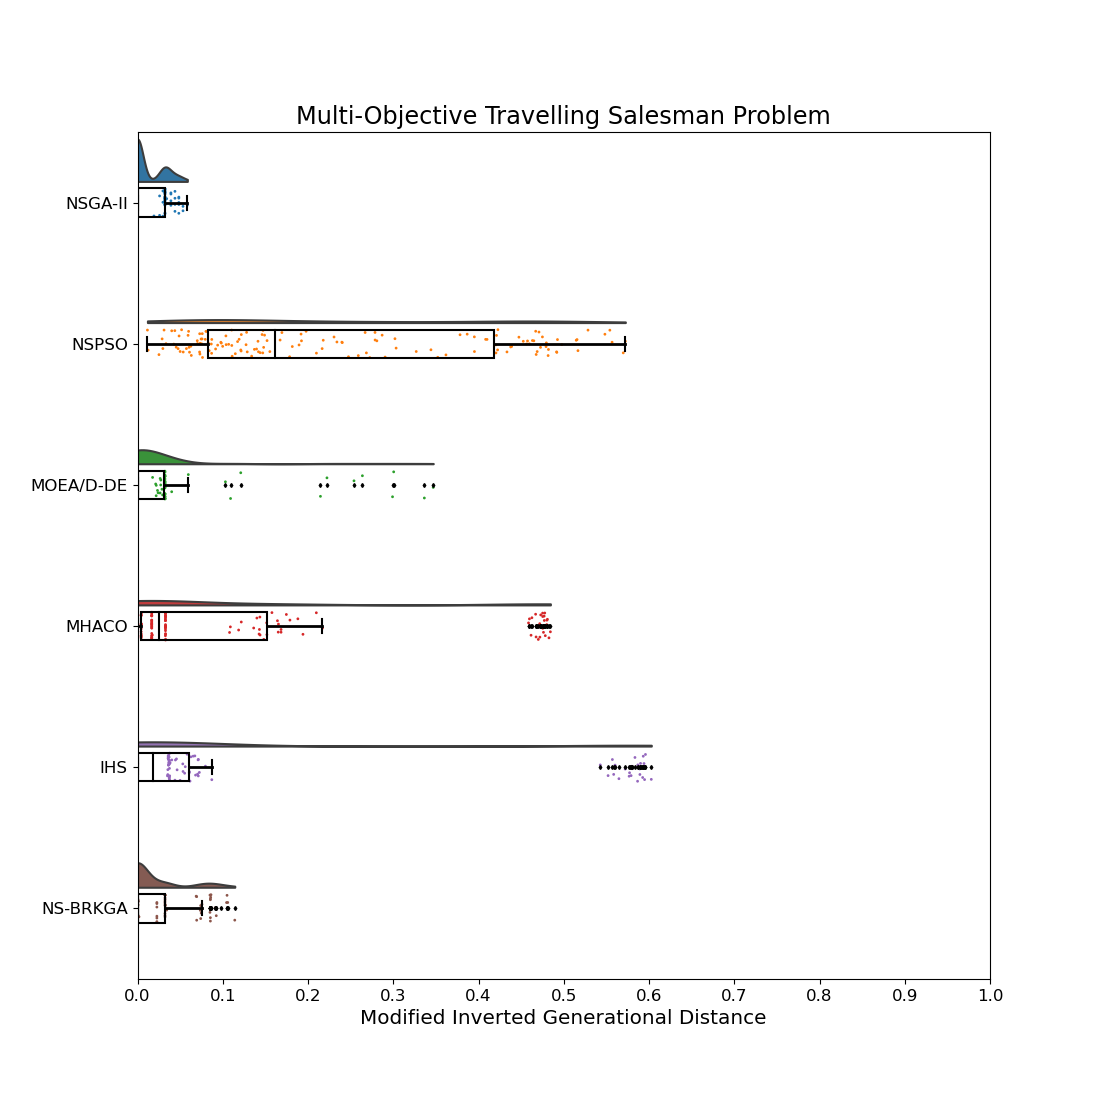 Multi-Objective Travelling Salesman Problem
NSGA-II
NSPSO
MOEA/D-DE
MHACO
IHS
NS-BRKGA
0.0 0.1 0.2 0.3 0.4 0.5 0.6 0.7 0.8 0.9 1.0
Modified Inverted Generational Distance